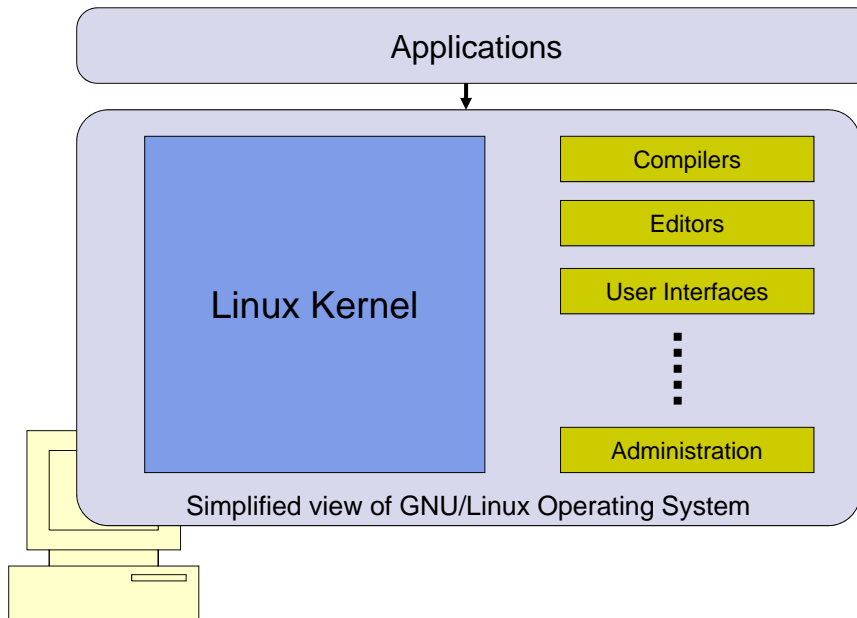 Applications
Linux Kernel
Compilers
Editors
User Interfaces
Administration
Simplified view of GNU/Linux Operating System